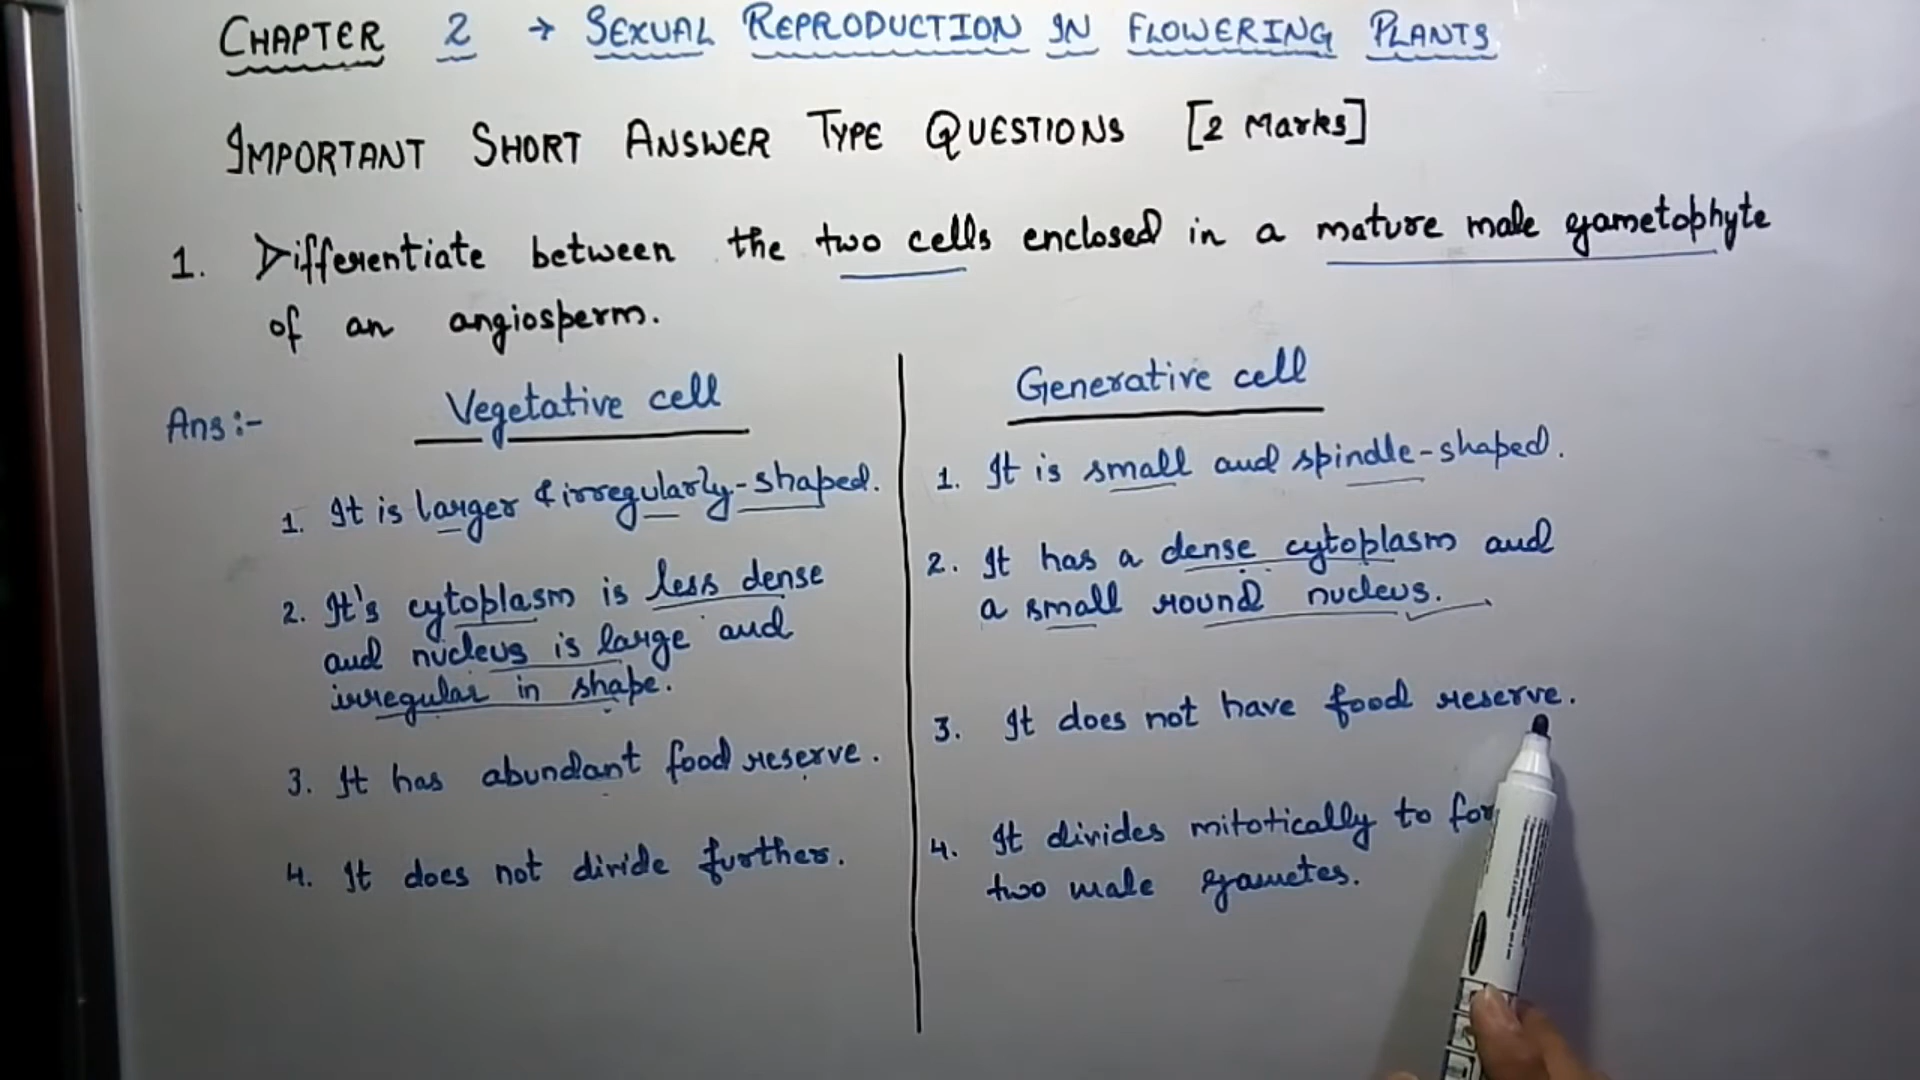 CHAPTER 2 → SEXUAL REPRODUCTION IN FLOWERING PLANTS
IMPORTANT SHORT ANSWER TYPE QUESTIONS [2 Marks]
1. Differentiate between the two cells enclosed in a mature male gametophyte
of an angiosperm.
Ans:-
Vegetative cell
1. It is larger & irregularly-shaped.
2. It's cytoplasm is less dense
and nucleus is large and
irregular in shape.
3. It has abundant food reserve.
4. It does not divide further.
Generative cell
1. It is small and spindle-shaped.
2. It has a dense cytoplasm and
a small round nucleus.
3. It does not have food reserve.
4. It divides mitotically to for
two male gametes.